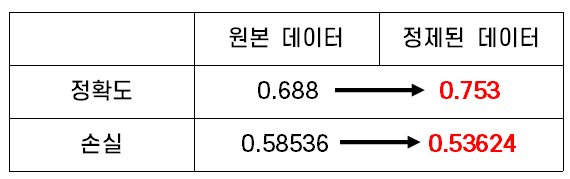 원본 데이터 정제된 데이터
정확도 0.688 0.753
손실 0.58536 0.53624